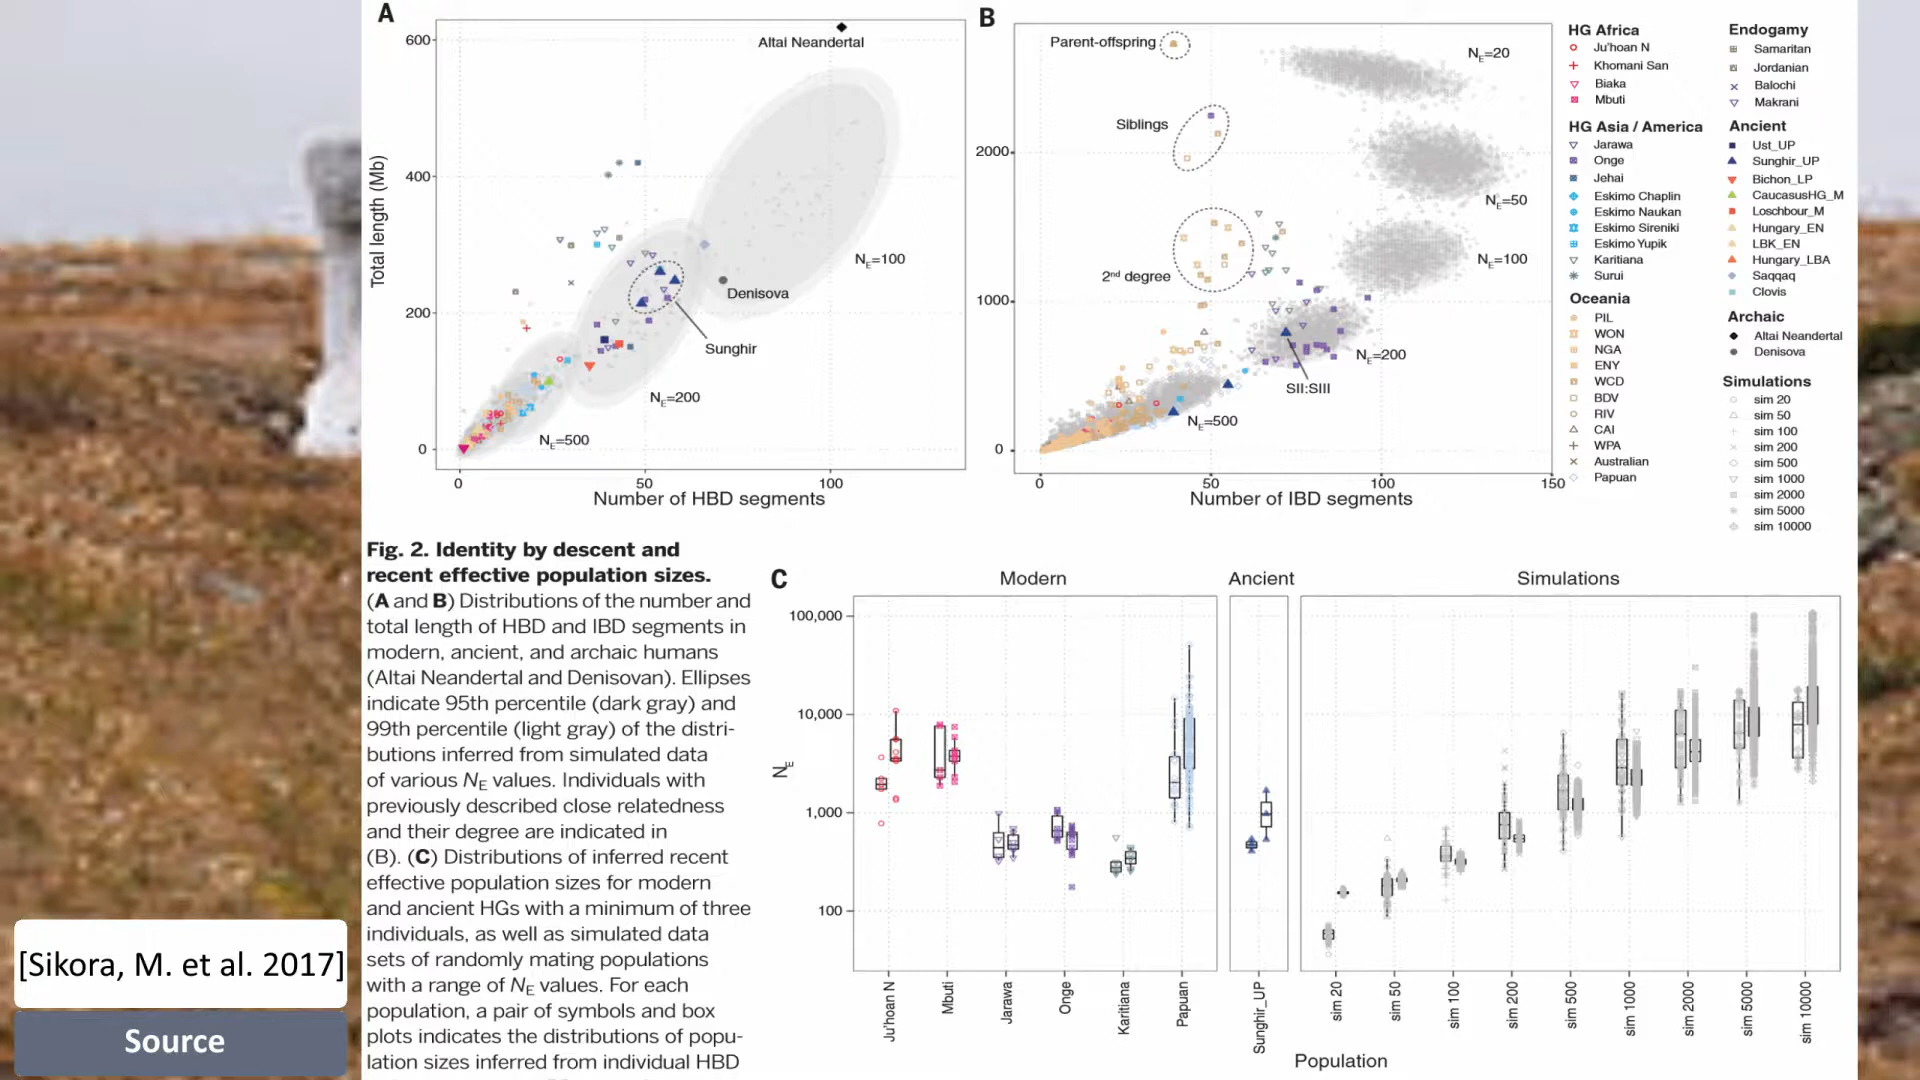 A
600
400
200
0
Total length (Mb)
Altai Neandertal
NE=100
Denisova
Sunghir
NE=200
NE=500
0
50
100
Number of HBD segments
B
Parent-offspring
NE=20
Siblings
2000
NE=50
2nd degree
NE=100
1000
NE=200
SII:SIII
NE=500
0
0
50
100
150
Number of IBD segments
HG Africa
Ju'hoan N
Khomani San
Biaka
Mbuti
HG Asia / America
Jarawa
Onge
Jehai
Eskimo Chaplin
Eskimo Naukan
Eskimo Sireniki
Eskimo Yupik
Karitiana
Surui
Oceania
PIL
WON
NGA
ENY
WCD
BDV
RIV
CAI
WPA
Australian
Papuan
Endogamy
Samaritan
Jordanian
Balochi
Makrani
Ancient
Ust_UP
Sunghir_UP
Bichon_LP
CaucasusHG_M
Loschbour_M
Hungary_EN
LBK_EN
Hungary_LBA
Saqqaq
Clovis
Archaic
Altai Neandertal
Denisova
Simulations
sim 20
sim 50
sim 100
sim 200
sim 500
sim 1000
sim 2000
sim 5000
sim 10000
Fig. 2. Identity by descent and
recent effective population sizes.
(A and B) Distributions of the number and
total length of HBD and IBD segments in
modern, ancient, and archaic humans
(Altai Neandertal and Denisovan). Ellipses
indicate 95th percentile (dark gray) and
99th percentile (light gray) of the distri-
butions inferred from simulated data
of various NE values. Individuals with
previously described close relatedness
and their degree are indicated in
(B). (C) Distributions of inferred recent
effective population sizes for modern
and ancient HGs with a minimum of three
individuals, as well as simulated data
sets of randomly mating populations
with a range of NE values. For each
population, a pair of symbols and box
plots indicates the distributions of popu-
lation sizes inferred from individual HBD
C
Modern
Ancient
Simulations
100,000
10,000
1,000
100
NE
Ju'hoan N
Mbuti
Jarawa
Onge
Karitiana
Papuan
Sunghir_UP
sim 20
sim 50
sim 100
sim 200
sim 500
sim 1000
sim 2000
sim 5000
sim 10000
Population
[Sikora, M. et al. 2017]
Source